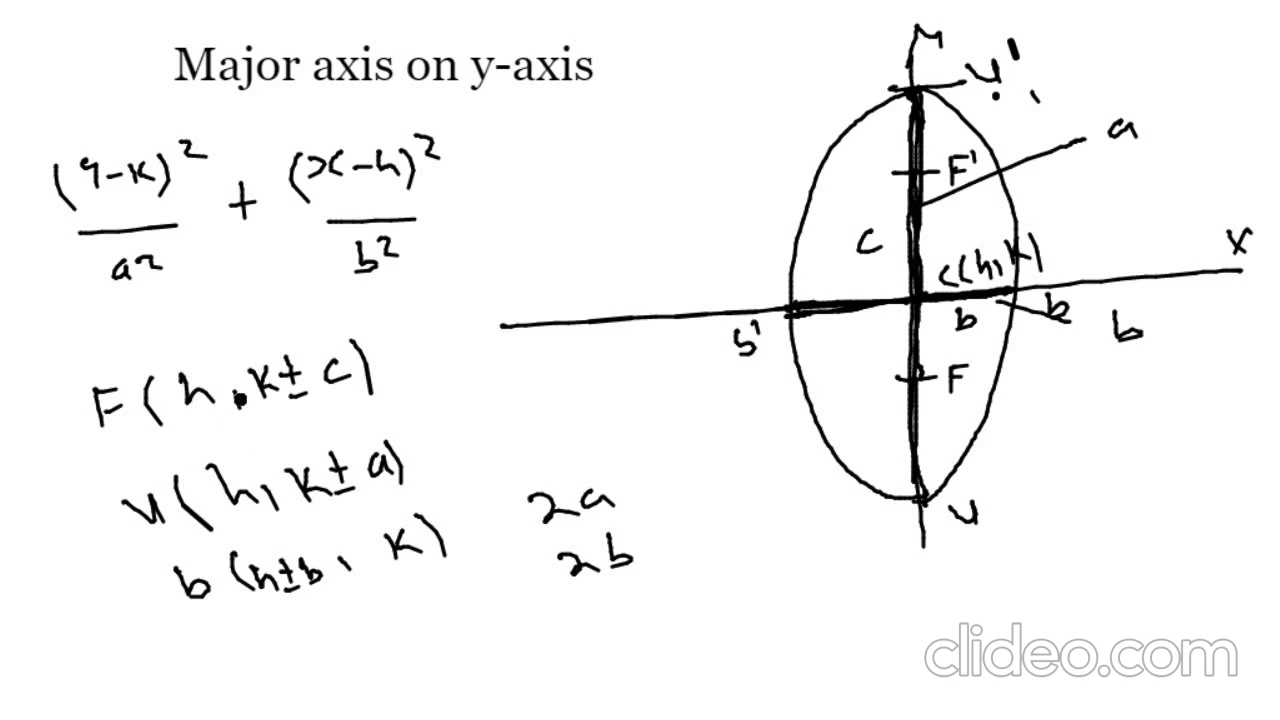 Major axis on y-axis
(y-k)² / a² + (x-h)² / b²
F(h, k±c)
V(h, k±a)
b(h±b, k)
2a
2b
y
V'
a
F'
C
C(h, k)
x
b'
b
b
b
F
V
clideo.com